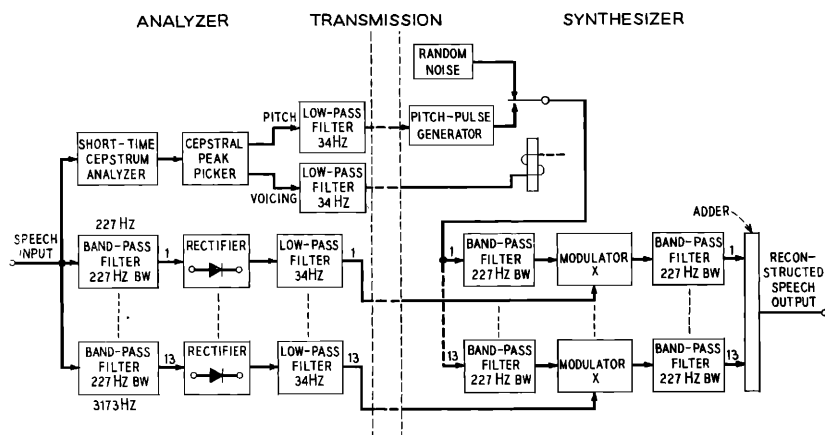 ANALYZER
TRANSMISSION
SYNTHESIZER
RANDOM
NOISE
PITCH
LOW-PASS
FILTER
34HZ
PITCH-PULSE
GENERATOR
SHORT-TIME
CEPSTRUM
ANALYZER
CEPSTRAL
PEAK
PICKER
VOICING
LOW-PASS
FILTER
34 HZ
SPEECH
INPUT
227 HZ
BAND-PASS
FILTER
227 HZ BW
1
RECTIFIER
LOW-PASS
FILTER
34HZ
1
1
BAND-PASS
FILTER
227 HZ BW
MODULATOR
X
BAND-PASS
FILTER
227 HZ BW
1
ADDER
RECON-
STRUCTED
SPEECH
OUTPUT
BAND-PASS
FILTER
227 HZ BW
3173HZ
13
RECTIFIER
LOW-PASS
FILTER
34HZ
13
13
BAND-PASS
FILTER
227 HZ BW
MODULATOR
X
BAND-PASS
FILTER
227 HZ BW
13